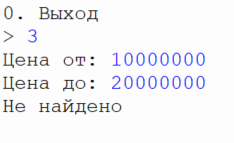 0. Выход
> 3
Цена от: 10000000
Цена до: 20000000
Не найдено